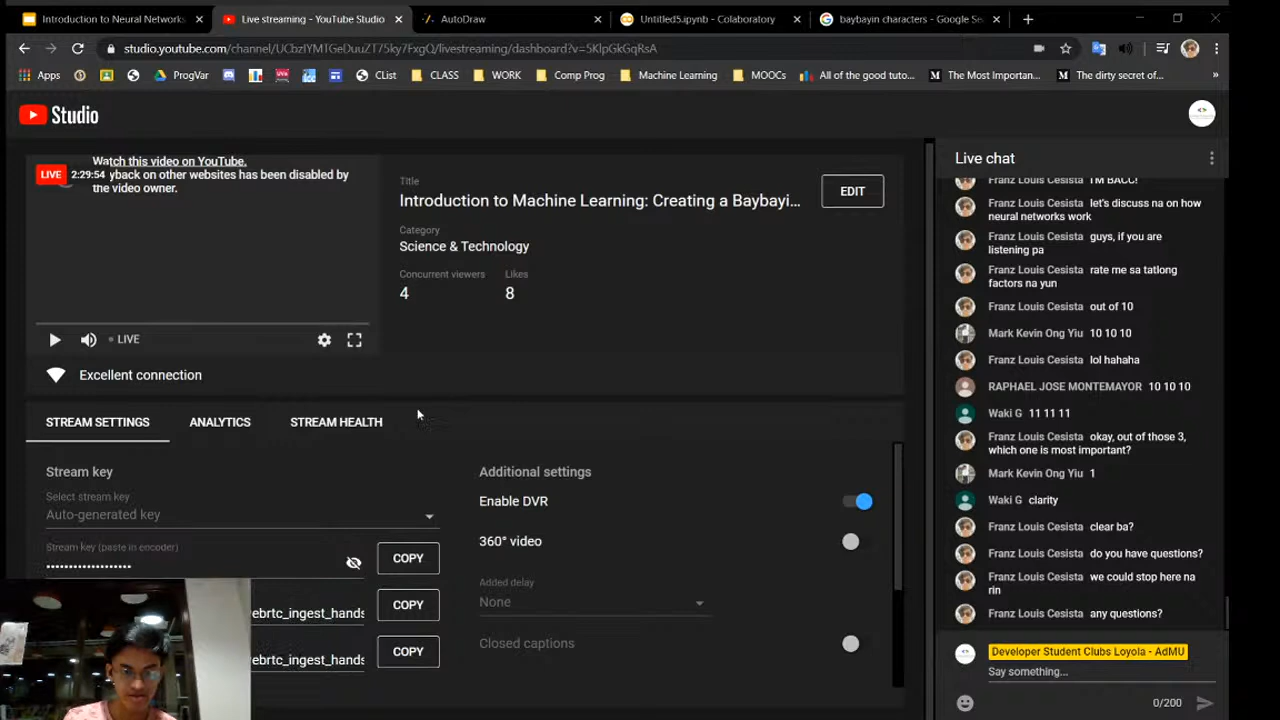 Introduction to Neural Networks
Live streaming - YouTube Studio
AutoDraw
Untitled5.ipynb - Colaboratory
baybayin characters - Google Se
studio.youtube.com/channel/UCbzIYMTGeDuuZT75ky7FxgQ/livestreaming/dashboard?v=5KlpGkGqRsA
Apps
ProgVar
CList
CLASS
WORK
Comp Prog
Machine Learning
MOOCs
All of the good tuto...
The Most Importan...
The dirty secret of...
»
Studio
Watch this video on YouTube.
LIVE 2:29:54 yback on other websites has been disabled by
the video owner.
LIVE
Excellent connection
Title
Introduction to Machine Learning: Creating a Baybayi...
EDIT
Category
Science & Technology
Concurrent viewers
Likes
4
8
STREAM SETTINGS
ANALYTICS
STREAM HEALTH
Stream key
Select stream key
Auto-generated key
Stream key (paste in encoder)
COPY
ebrtc_ingest_hands
COPY
ebrtc_ingest_hands
COPY
Additional settings
Enable DVR
360° video
Added delay
None
Closed captions
Live chat
Franz Louis Cesista I'M BACC!
Franz Louis Cesista let's discuss na on how
neural networks work
Franz Louis Cesista guys, if you are
listening pa
Franz Louis Cesista rate me sa tatlong
factors na yun
Franz Louis Cesista out of 10
Mark Kevin Ong Yiu 10 10 10
Franz Louis Cesista lol hahaha
RAPHAEL JOSE MONTEMAYOR 10 10 10
Waki G 11 11 11
Franz Louis Cesista okay, out of those 3,
which one is most important?
Mark Kevin Ong Yiu 1
Waki G clarity
Franz Louis Cesista clear ba?
Franz Louis Cesista do you have questions?
Franz Louis Cesista we could stop here na
rin
Franz Louis Cesista any questions?
Developer Student Clubs Loyola - AdMU
Say something...
0/200